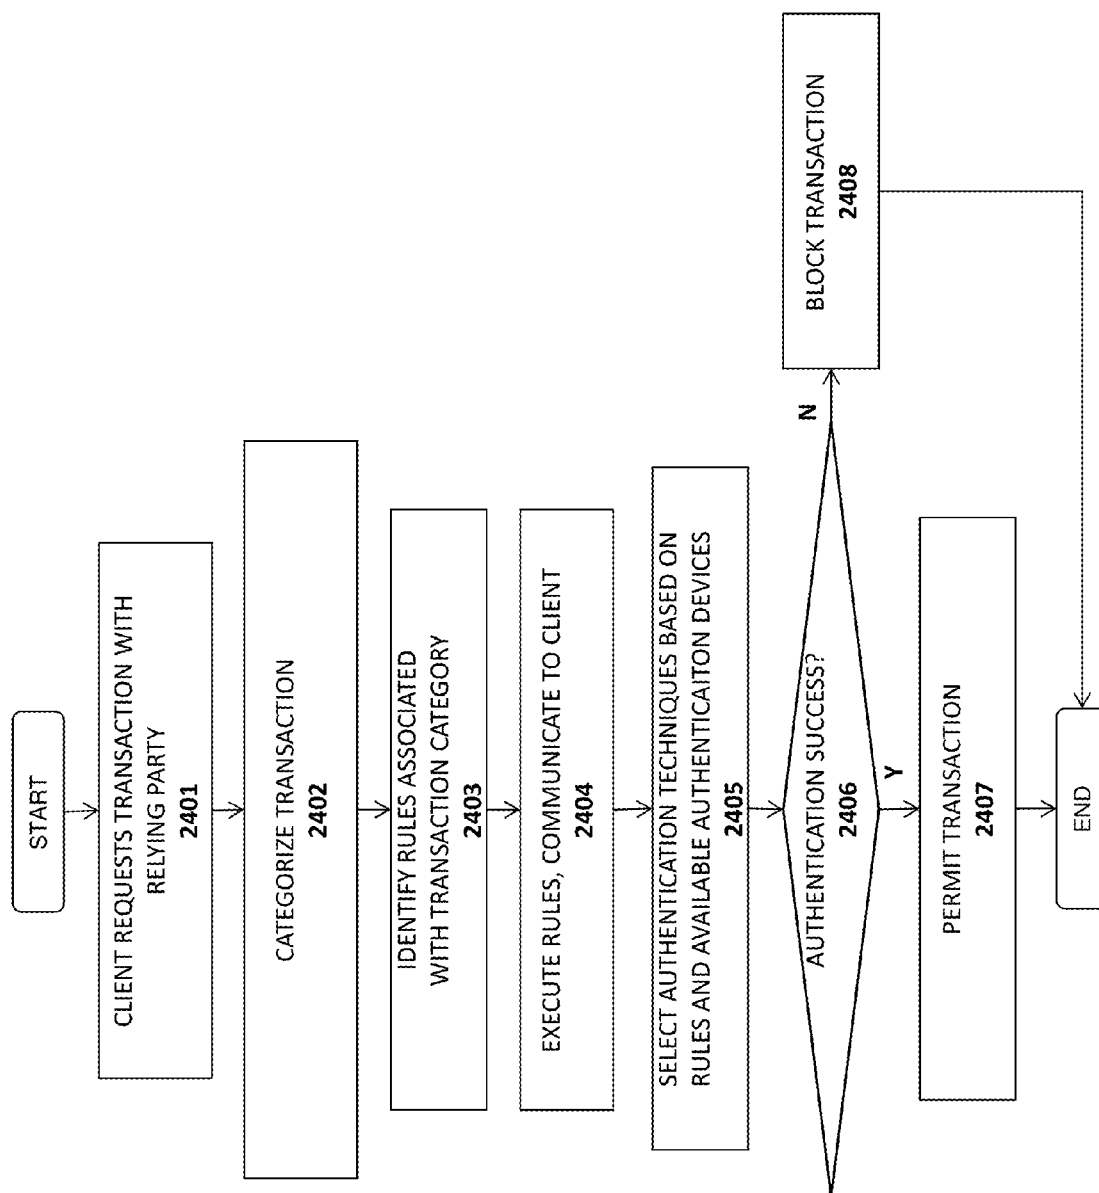 START
CLIENT REQUESTS TRANSACTION WITH
RELYING PARTY
2401
CATEGORIZE TRANSACTION
2402
IDENTIFY RULES ASSOCIATED
WITH TRANSACTION CATEGORY
2403
EXECUTE RULES, COMMUNICATE TO CLIENT
2404
SELECT AUTHENTICATION TECHNIQUES BASED ON
RULES AND AVAILABLE AUTHENTICAITON DEVICES
2405
AUTHENTICATION SUCCESS?
2406
N
BLOCK TRANSACTION
2408
Y
PERMIT TRANSACTION
2407
END